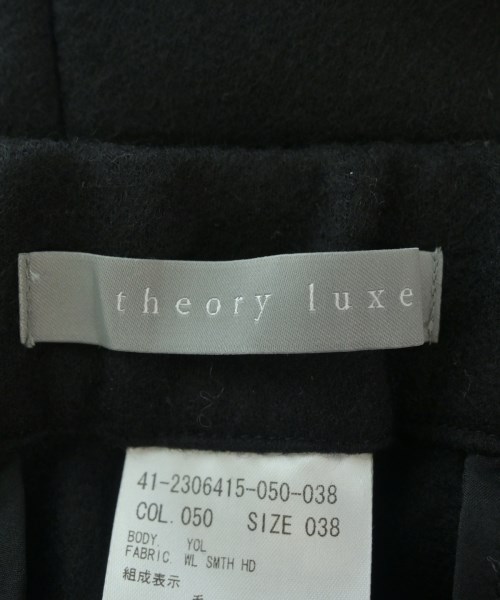 theory luxe
41-2306415-050-038
COL. 050 SIZE 038
BODY. YOL
FABRIC WL SMTH HD
組成表示